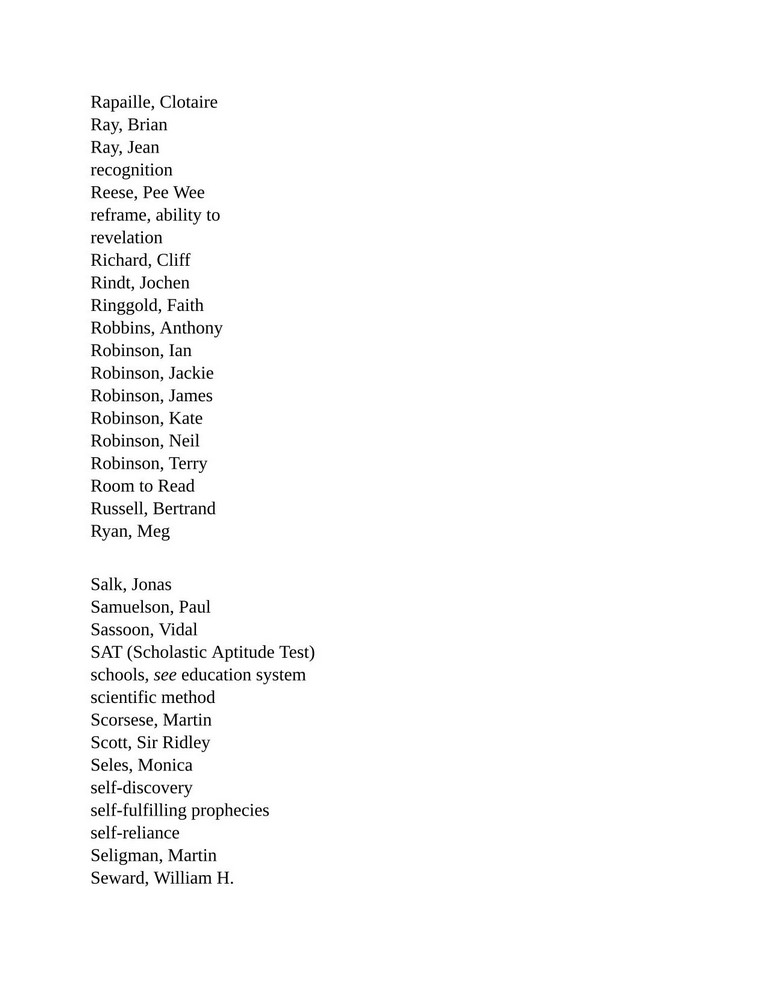 Rapaille, Clotaire
Ray, Brian
Ray, Jean
recognition
Reese, Pee Wee
reframe, ability to
revelation
Richard, Cliff
Rindt, Jochen
Ringgold, Faith
Robbins, Anthony
Robinson, Ian
Robinson, Jackie
Robinson, James
Robinson, Kate
Robinson, Neil
Robinson, Terry
Room to Read
Russell, Bertrand
Ryan, Meg
Salk, Jonas
Samuelson, Paul
Sassoon, Vidal
SAT (Scholastic Aptitude Test)
schools, see education system
scientific method
Scorsese, Martin
Scott, Sir Ridley
Seles, Monica
self-discovery
self-fulfilling prophecies
self-reliance
Seligman, Martin
Seward, William H.